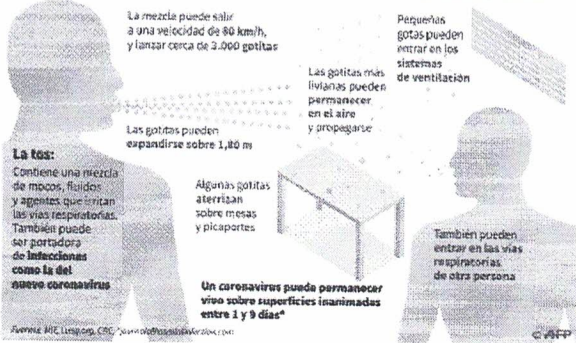 La mezcla puede salir
a una velocidad de 80 km/h,
y lanzar cerca de 3.000 gotitas
Pequeñas
gotas pueden
entrar en los
sistemas
de ventilación
Las gotitas más
livianas pueden
permanecer
en el aire
y propagarse
Las gotitas pueden
expandirse sobre 1,80 m
La tos:
Contiene una mezcla
de mocos, fluidos
y agentes que irritan
las vías respiratorias.
También puede
ser portadora
de infecciones
como la del
nuevo coronavirus
Algunas gotitas
aterrizan
sobre mesas
y picaportes
También pueden
entrar en las vías
respiratorias
de otra persona
Un coronavirus puede permanecer
vivo sobre superficies inanimadas
entre 1 y 9 días*
Fuentes: MIT, CDC,
AFP